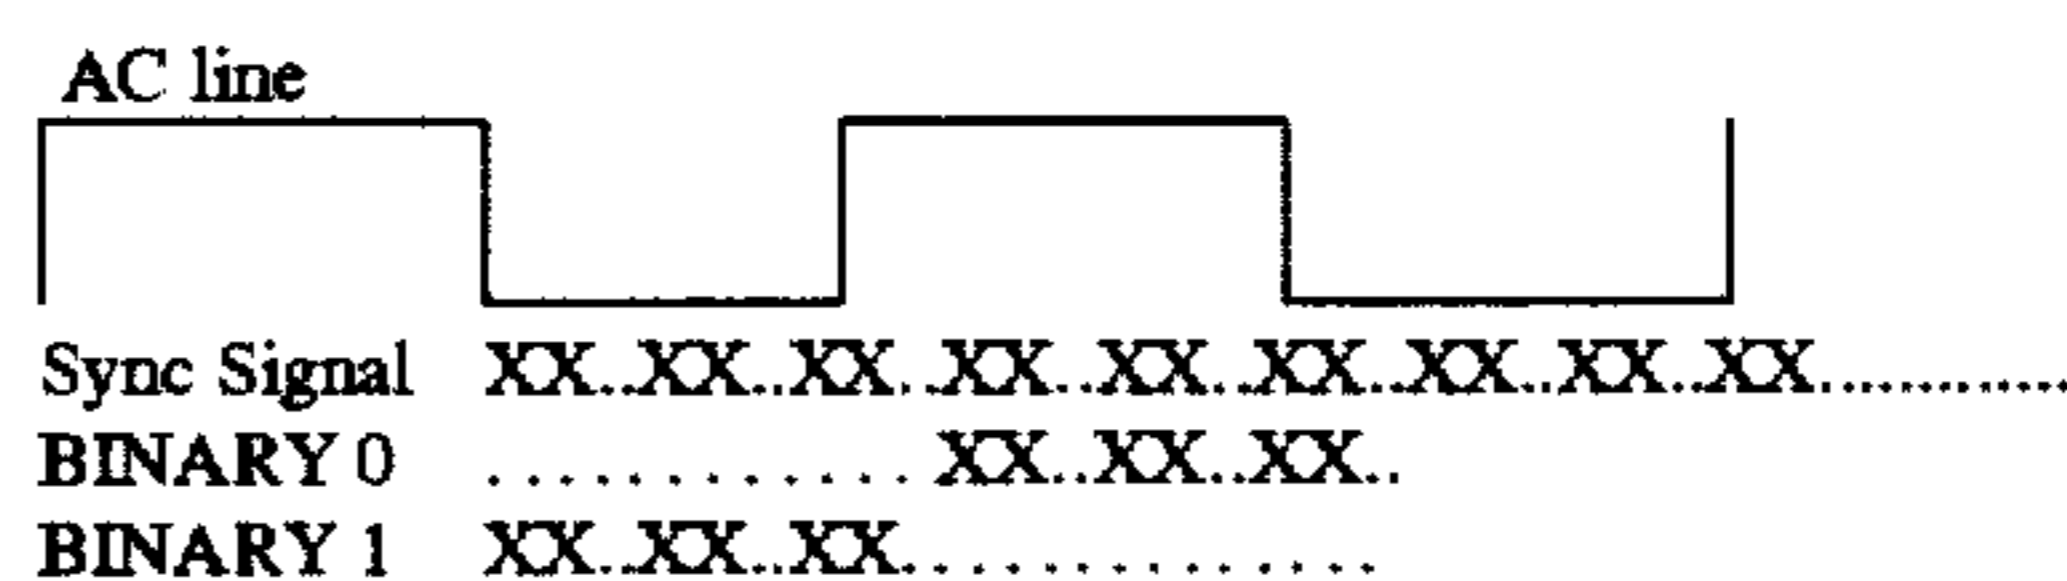 AC line
Sync Signal XX..XX..XX..XX..XX..XX..XX..XX..XX.............
BINARY 0 ............XX..XX..XX..
BINARY 1 XX..XX..XX..............